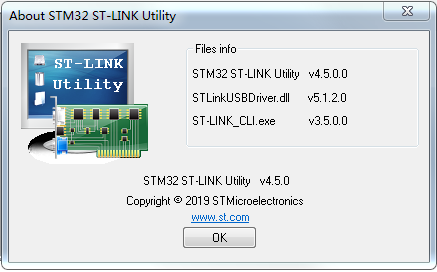 About STM32 ST-LINK Utility
ST-LINK
Utility
Files info
STM32 ST-LINK Utility v4.5.0.0
STLinkUSBDriver.dll v5.1.2.0
ST-LINK_CLI.exe v3.5.0.0
STM32 ST-LINK Utility v4.5.0
Copyright © 2019 STMicroelectronics
www.st.com
OK